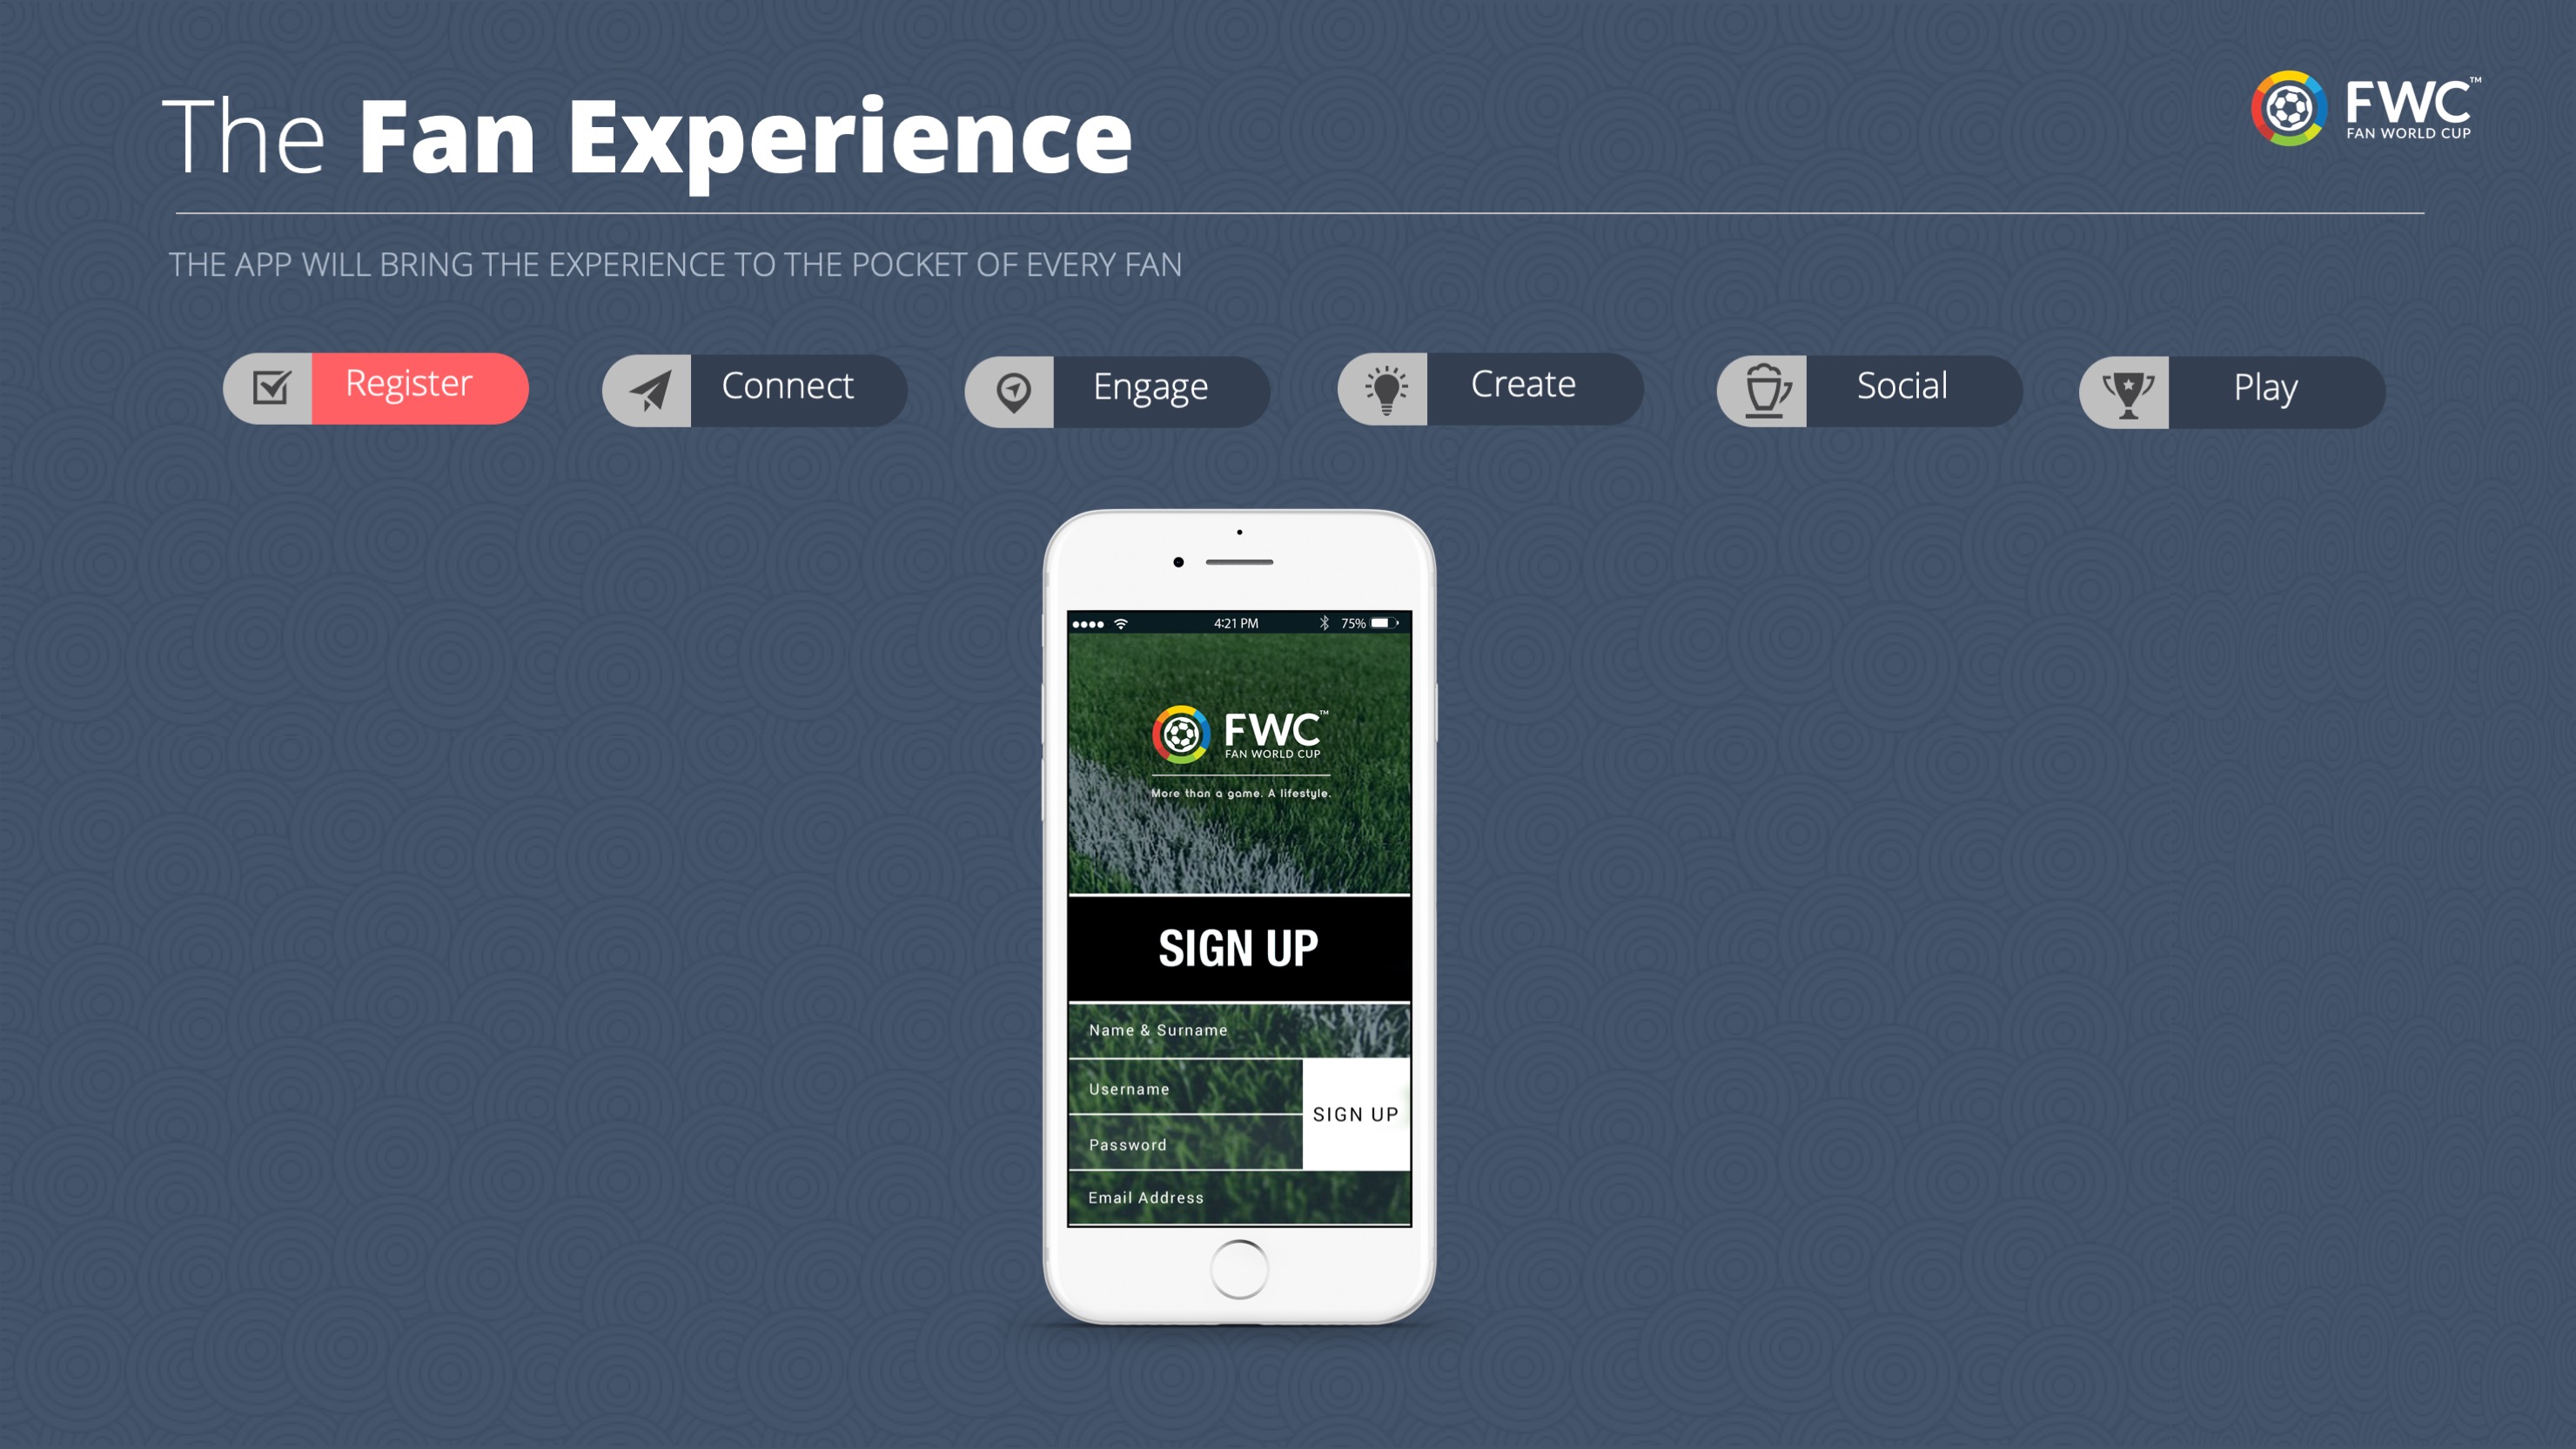 The Fan Experience
FWC™
FAN WORLD CUP
THE APP WILL BRING THE EXPERIENCE TO THE POCKET OF EVERY FAN
Register
Connect
Engage
Create
Social
Play
4:21 PM
75%
FWC™
FAN WORLD CUP
More than a game. A lifestyle.
SIGN UP
Name & Surname
Username
SIGN UP
Password
Email Address